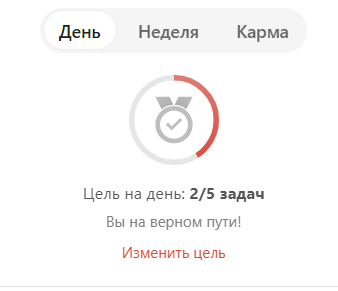 День Неделя Карма
Цель на день: 2/5 задач
Вы на верном пути!
Изменить цель